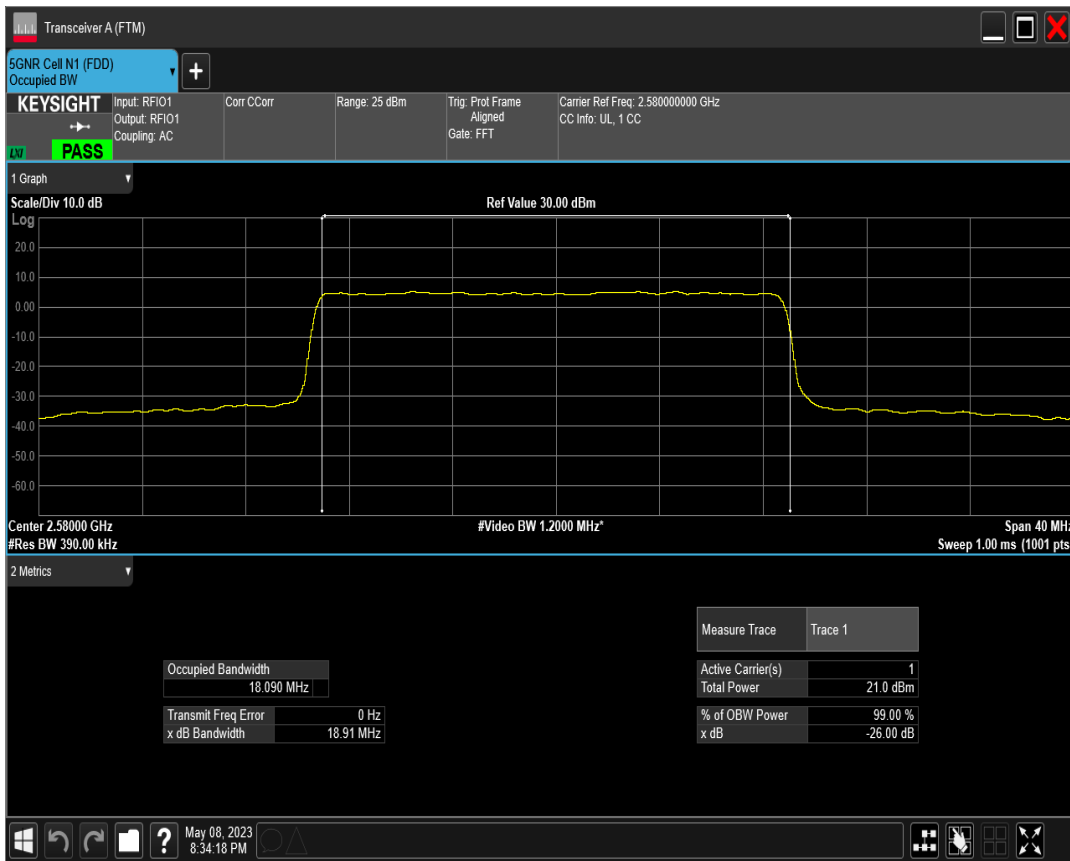 Transceiver A (FTM)
5GNR Cell N1 (FDD)
Occupied BW
+
KEYSIGHT
LXI
PASS
Input: RFIO1
Output: RFIO1
Coupling: AC
Corr CCorr
Range: 25 dBm
Trig: Prot Frame
Aligned
Gate: FFT
Carrier Ref Freq: 2.580000000 GHz
CC Info: UL, 1 CC
1 Graph
Scale/Div 10.0 dB
Ref Value 30.00 dBm
Log
20.0
10.0
0.00
-10.0
-20.0
-30.0
-40.0
-50.0
-60.0
Center 2.58000 GHz
#Video BW 1.2000 MHz*
Span 40 MHz
#Res BW 390.00 kHz
Sweep 1.00 ms (1001 pts
2 Metrics
Measure Trace Trace 1
Occupied Bandwidth
18.090 MHz
Active Carrier(s) 1
Total Power 21.0 dBm
Transmit Freq Error 0 Hz
x dB Bandwidth 18.91 MHz
% of OBW Power 99.00 %
x dB -26.00 dB
?
May 08, 2023
8:34:18 PM